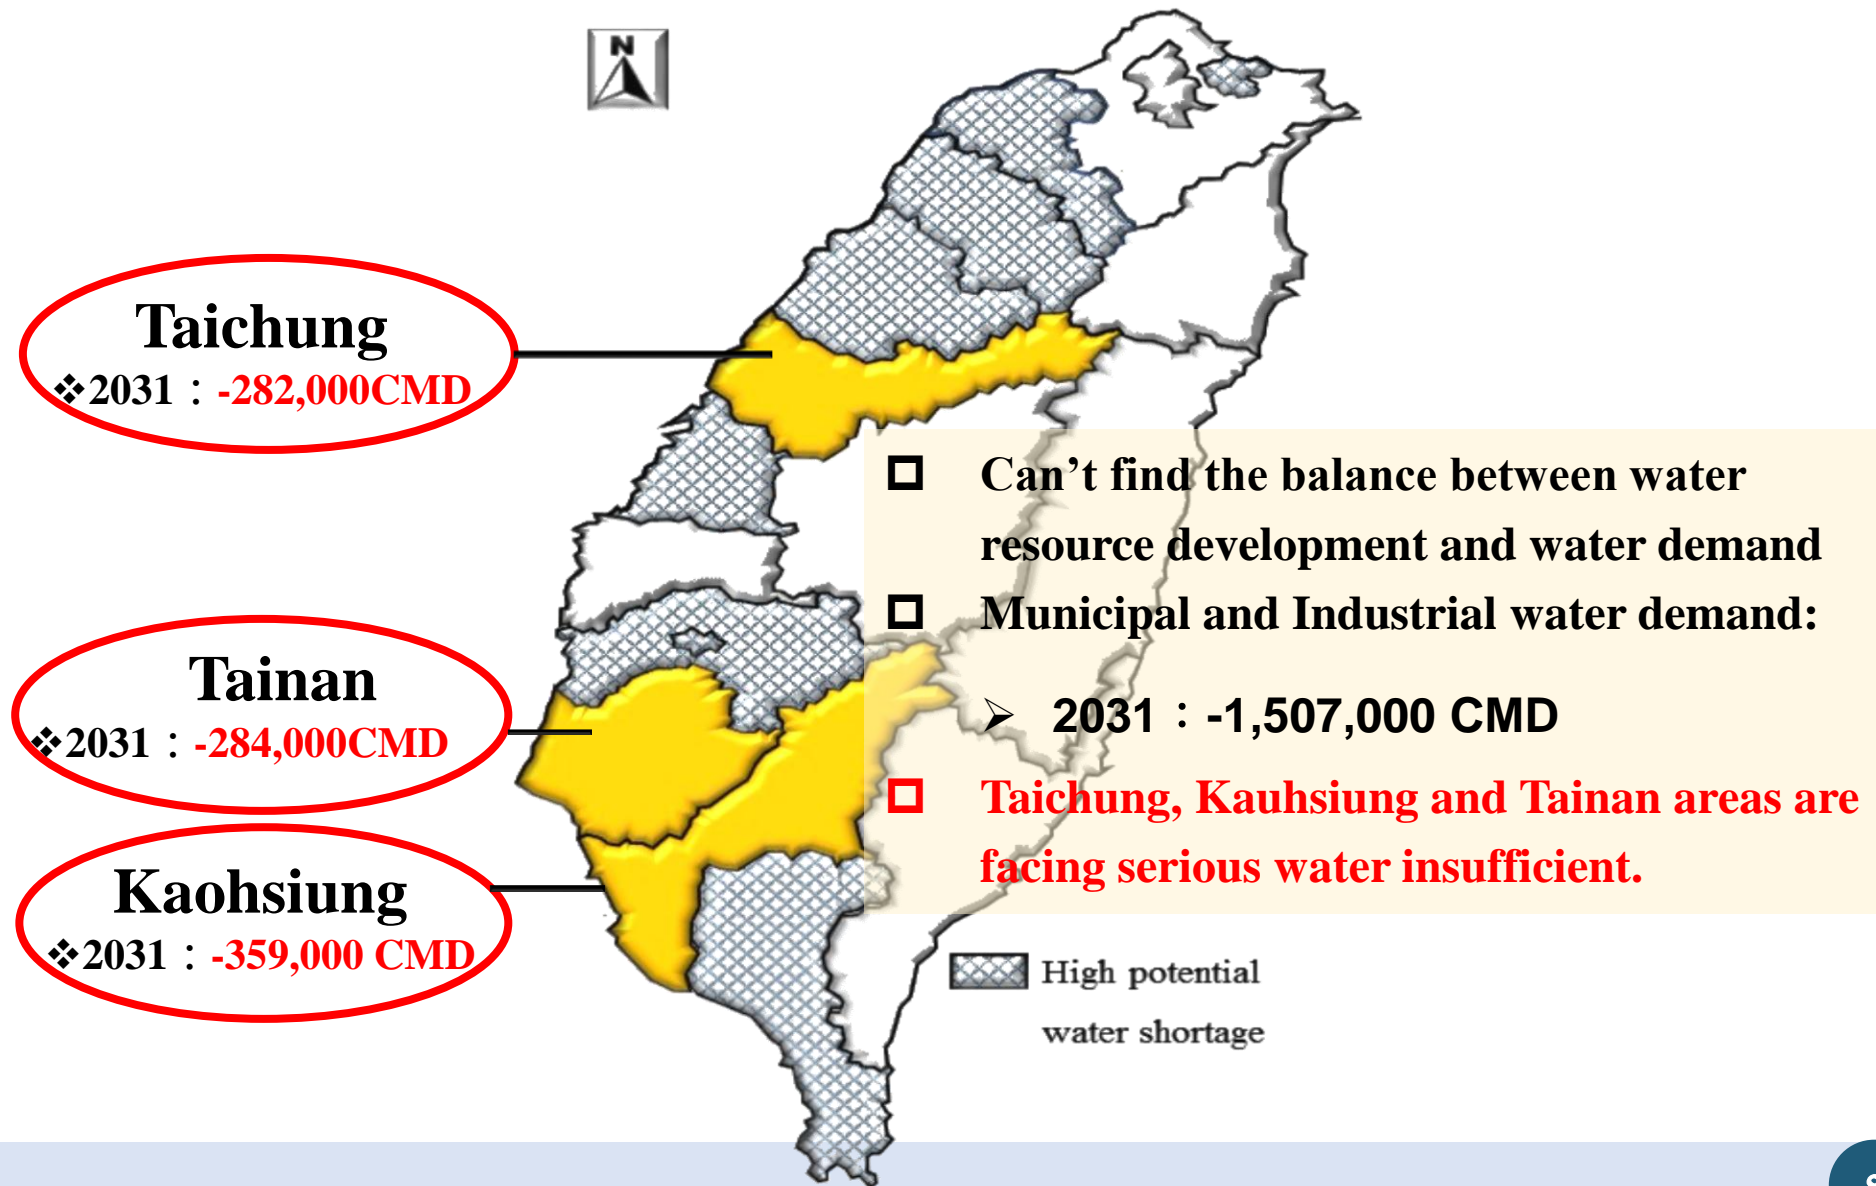 N
Taichung
❖2031：-282,000CMD
Can’t find the balance between water
resource development and water demand
Municipal and Industrial water demand:
➢ 2031：-1,507,000 CMD
Taichung, Kauhsiung and Tainan areas are
facing serious water insufficient.
Tainan
❖2031：-284,000CMD
Kaohsiung
❖2031：-359,000 CMD
High potential
water shortage